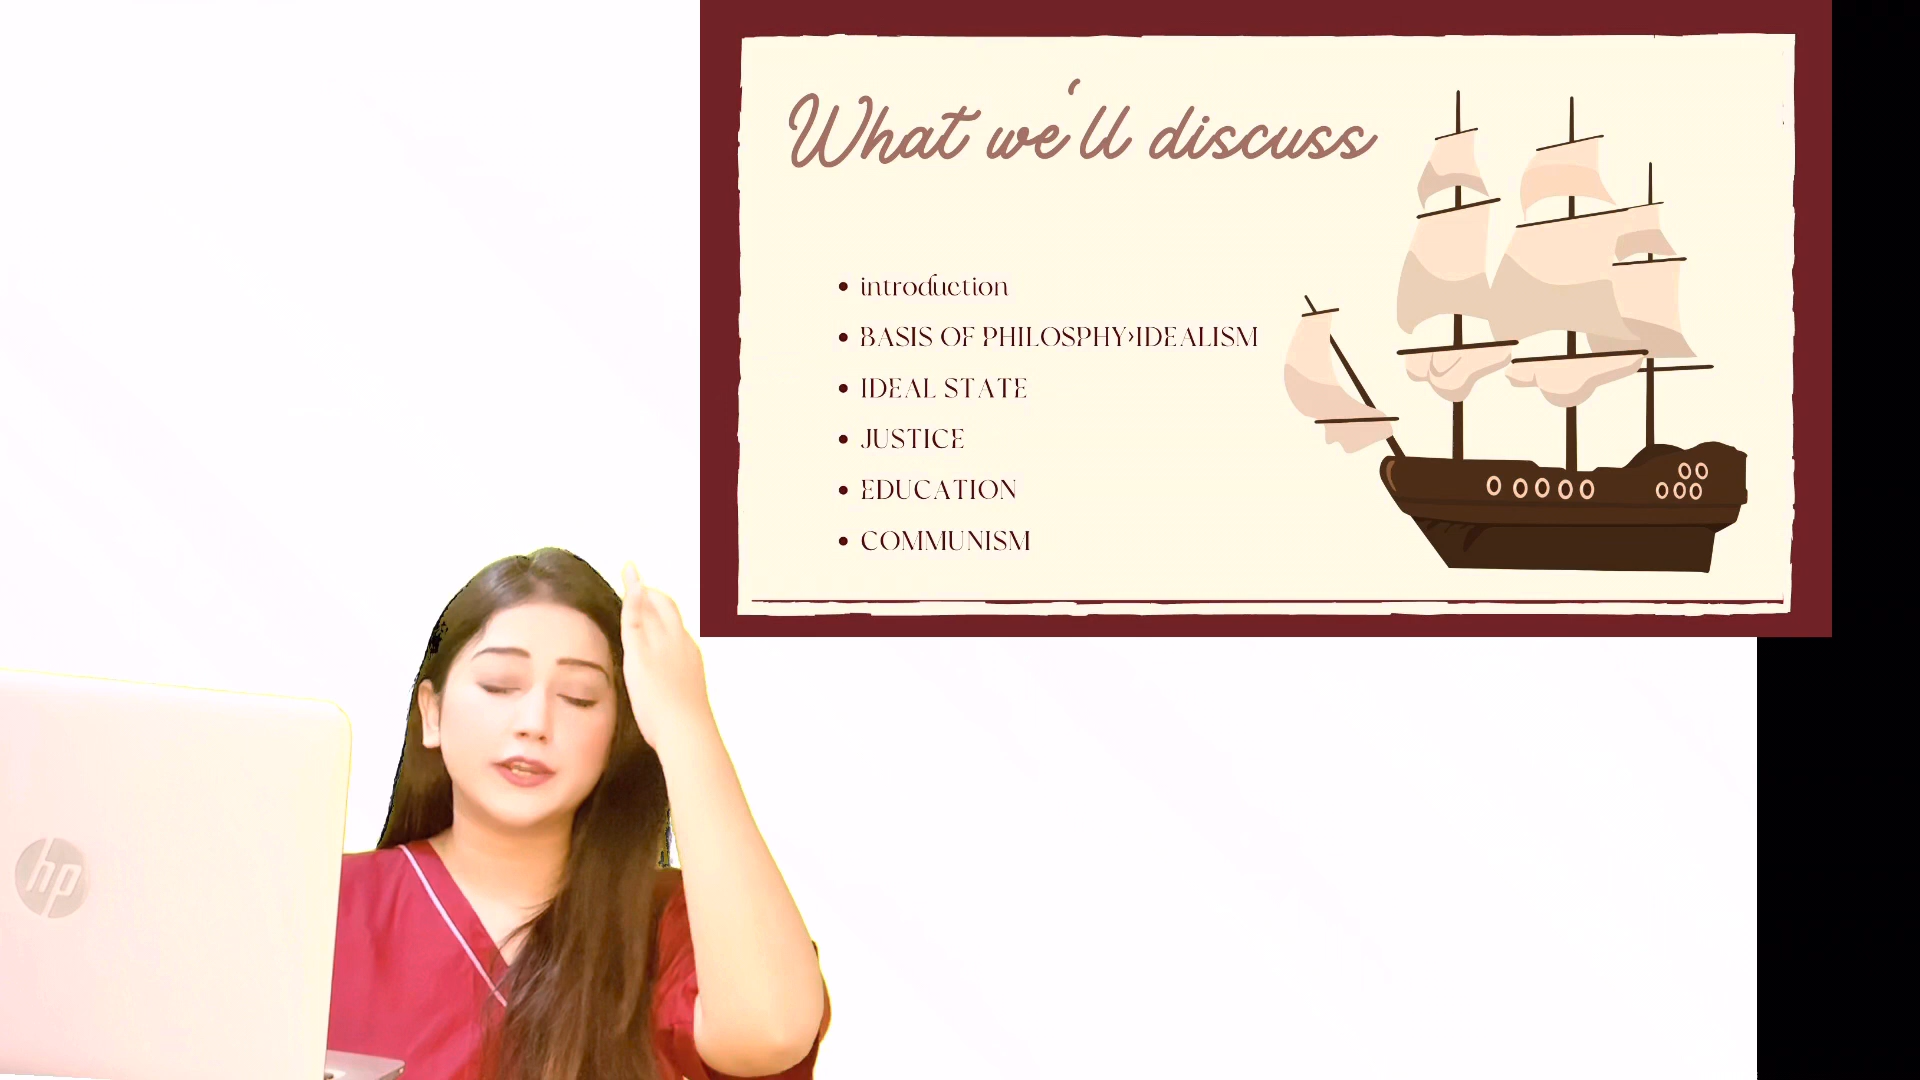 What we'll discuss
introduction
BASIS OF PHILOSPHY>IDEALISM
IDEAL STATE
JUSTICE
EDUCATION
COMMUNISM
hp